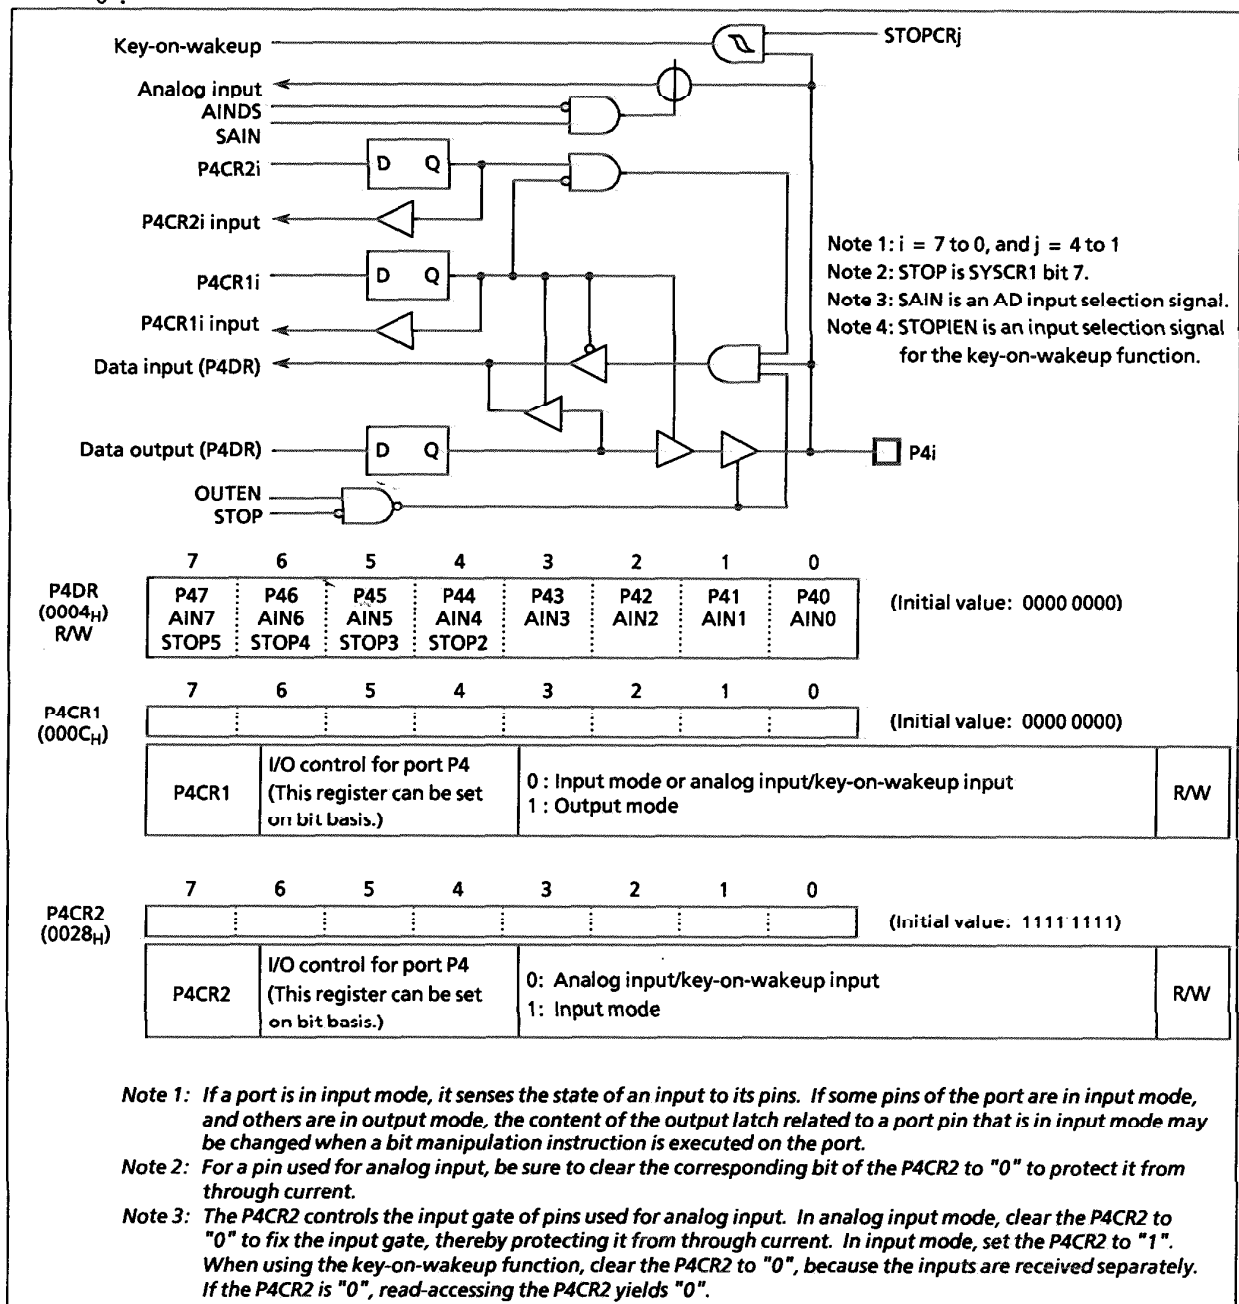 Key-on-wakeup
STOPCRj
Analog input
AINDS
SAIN
P4CR2i
D Q
P4CR2i input
P4CR1i
D Q
P4CR1i input
Data input (P4DR)
Data output (P4DR)
D Q
P4i
OUTEN
STOP
Note 1: i = 7 to 0, and j = 4 to 1
Note 2: STOP is SYSCR1 bit 7.
Note 3: SAIN is an AD input selection signal.
Note 4: STOPIEN is an input selection signal
for the key-on-wakeup function.
7 6 5 4 3 2 1 0
P4DR
(0004H)
R/W
P47 P46 P45 P44 P43 P42 P41 P40
AIN7 AIN6 AIN5 AIN4 AIN3 AIN2 AIN1 AIN0
STOP5 STOP4 STOP3 STOP2
(Initial value: 0000 0000)
7 6 5 4 3 2 1 0
P4CR1
(000CH)
(Initial value: 0000 0000)
P4CR1
I/O control for port P4
(This register can be set
on bit basis.)
0 : Input mode or analog input/key-on-wakeup input
1 : Output mode
R/W
7 6 5 4 3 2 1 0
P4CR2
(0028H)
(Initial value: 1111 1111)
P4CR2
I/O control for port P4
(This register can be set
on bit basis.)
0: Analog input/key-on-wakeup input
1: Input mode
R/W
Note 1: If a port is in input mode, it senses the state of an input to its pins. If some pins of the port are in input mode,
and others are in output mode, the content of the output latch related to a port pin that is in input mode may
be changed when a bit manipulation instruction is executed on the port.
Note 2: For a pin used for analog input, be sure to clear the corresponding bit of the P4CR2 to "0" to protect it from
through current.
Note 3: The P4CR2 controls the input gate of pins used for analog input. In analog input mode, clear the P4CR2 to
"0" to fix the input gate, thereby protecting it from through current. In input mode, set the P4CR2 to "1".
When using the key-on-wakeup function, clear the P4CR2 to "0", because the inputs are received separately.
If the P4CR2 is "0", read-accessing the P4CR2 yields "0".